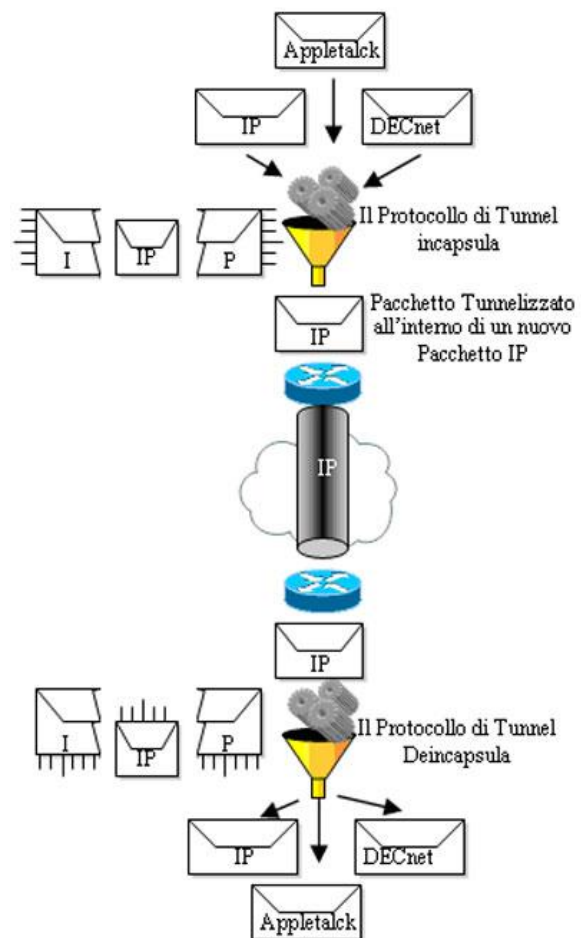 Appletalck
IP
DECnet
Il Protocollo di Tunnel
incapsula
I
IP
P
Pacchetto Tunnelizzato
all'interno di un nuovo
Pacchetto IP
IP
IP
IP
I
IP
P
Il Protocollo di Tunnel
Deincapsula
IP
DECnet
Appletalck